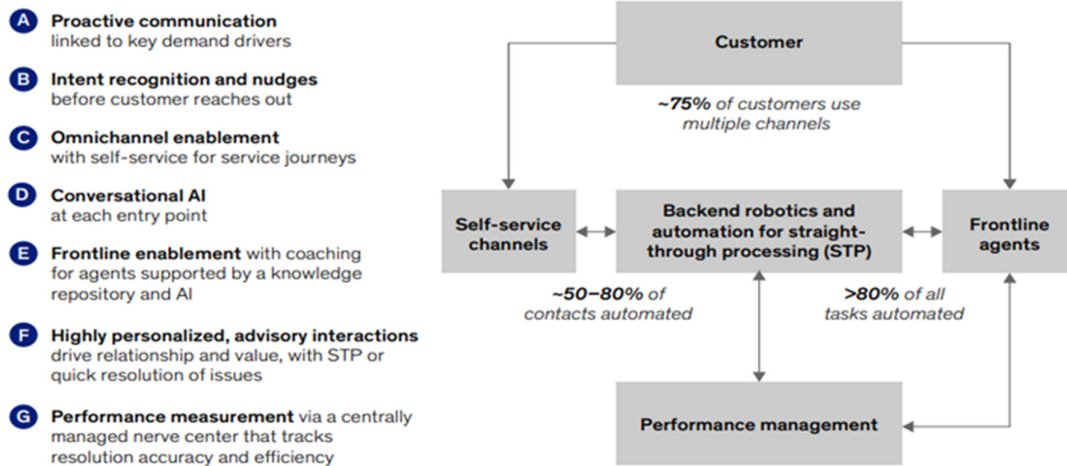 A Proactive communication
linked to key demand drivers
B Intent recognition and nudges
before customer reaches out
C Omnichannel enablement
with self-service for service journeys
D Conversational AI
at each entry point
E Frontline enablement with coaching
for agents supported by a knowledge
repository and AI
F Highly personalized, advisory interactions
drive relationship and value, with STP or
quick resolution of issues
G Performance measurement via a centrally
managed nerve center that tracks
resolution accuracy and efficiency
Customer
~75% of customers use
multiple channels
Self-service
channels
Backend robotics and
automation for straight-
through processing (STP)
Frontline
agents
~50–80% of
contacts automated
>80% of all
tasks automated
Performance management